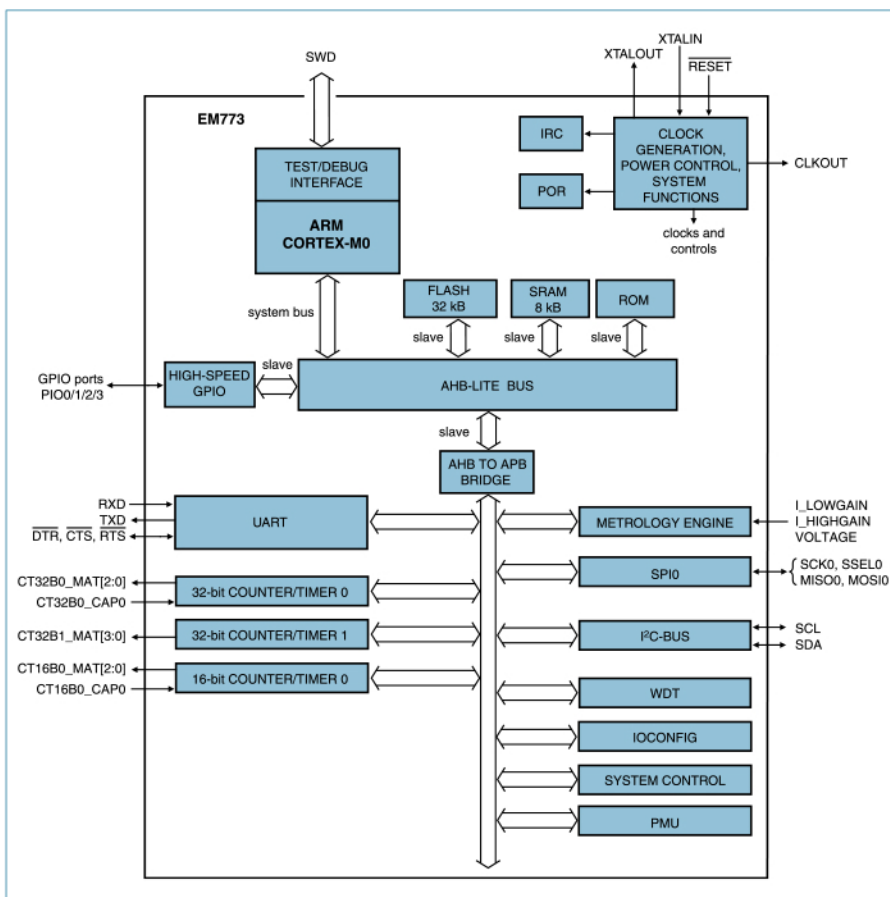 XTALIN
XTALOUT
RESET
SWD
EM773
TEST/DEBUG
INTERFACE
ARM
CORTEX-M0
IRC
POR
CLOCK
GENERATION,
POWER CONTROL,
SYSTEM
FUNCTIONS
CLKOUT
clocks and
controls
system bus
FLASH
32 kB
SRAM
8 kB
ROM
slave
slave
slave
GPIO ports
PIO0/1/2/3
HIGH-SPEED
GPIO
slave
AHB-LITE BUS
slave
AHB TO APB
BRIDGE
RXD
TXD
DTR, CTS, RTS
UART
METROLOGY ENGINE
I_LOWGAIN
I_HIGHGAIN
VOLTAGE
SPI0
SCK0, SSEL0
MISO0, MOSI0
CT32B0_MAT[2:0]
CT32B0_CAP0
32-bit COUNTER/TIMER 0
CT32B1_MAT[3:0]
32-bit COUNTER/TIMER 1
I²C-BUS
SCL
SDA
CT16B0_MAT[2:0]
CT16B0_CAP0
16-bit COUNTER/TIMER 0
WDT
IOCONFIG
SYSTEM CONTROL
PMU